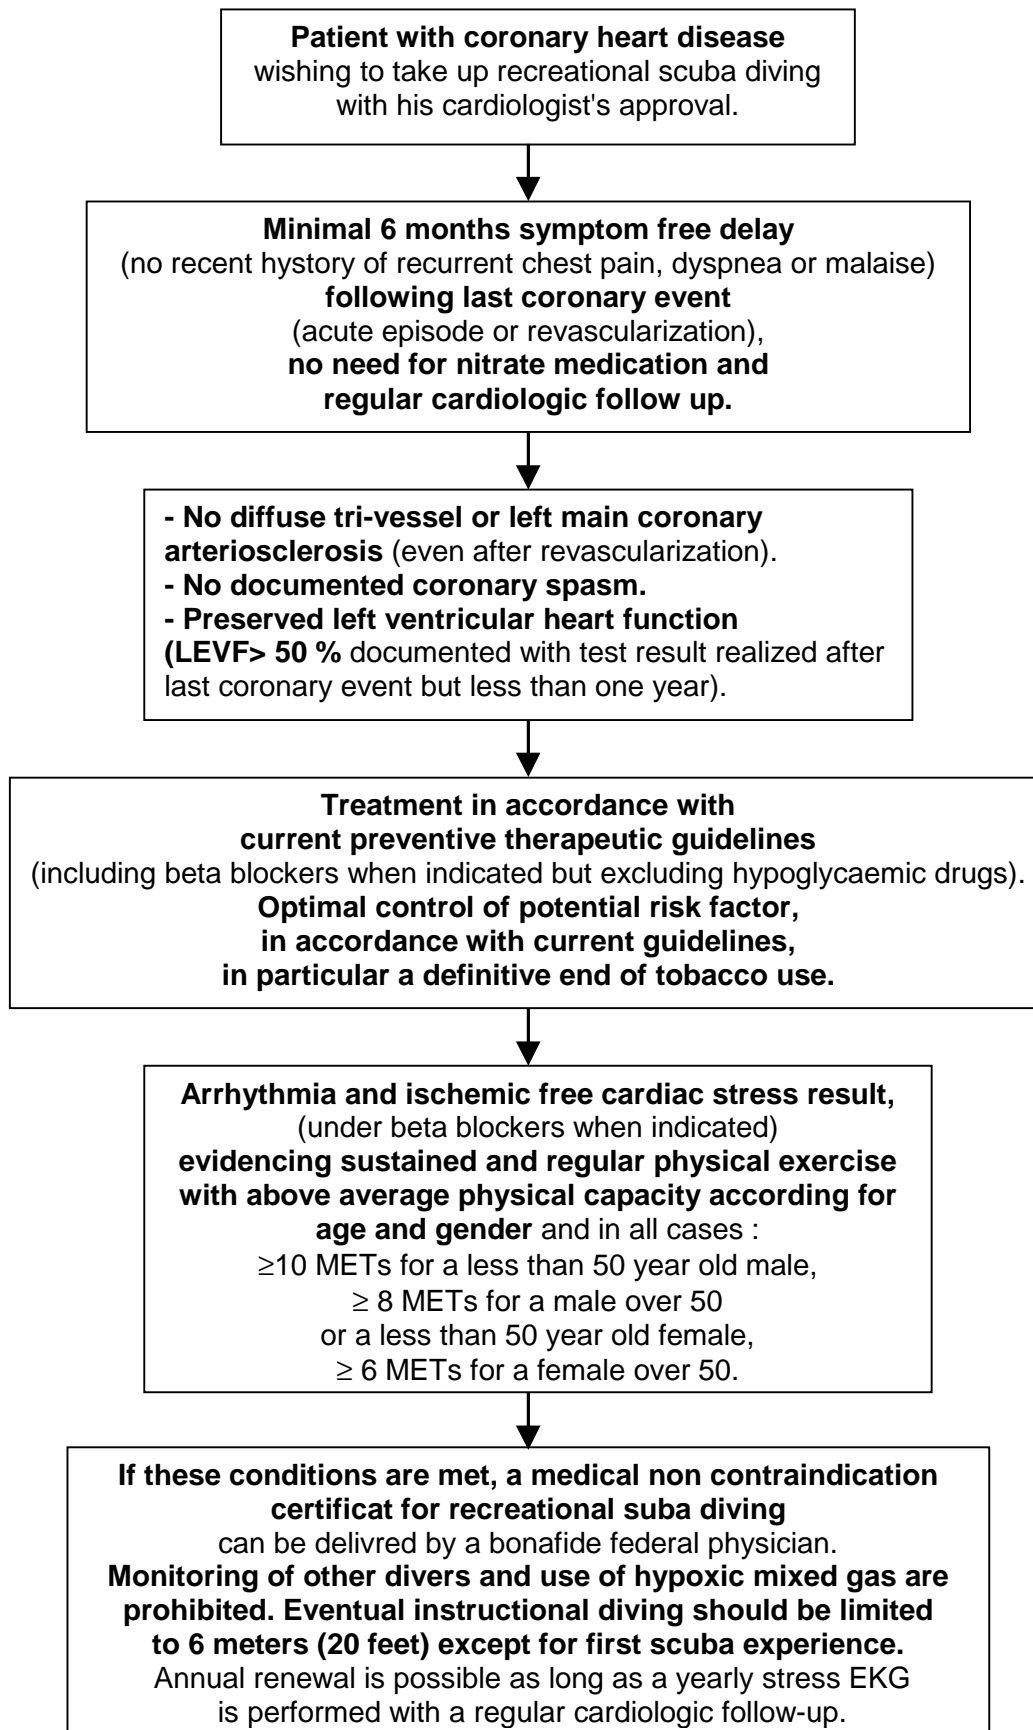 Patient with coronary heart disease
wishing to take up recreational scuba diving
with his cardiologist's approval.
Minimal 6 months symptom free delay
(no recent hystory of recurrent chest pain, dyspnea or malaise)
following last coronary event
(acute episode or revascularization),
no need for nitrate medication and
regular cardiologic follow up.
- No diffuse tri-vessel or left main coronary
arteriosclerosis (even after revascularization).
- No documented coronary spasm.
- Preserved left ventricular heart function
(LEVF> 50 % documented with test result realized after
last coronary event but less than one year).
Treatment in accordance with
current preventive therapeutic guidelines
(including beta blockers when indicated but excluding hypoglycaemic drugs).
Optimal control of potential risk factor,
in accordance with current guidelines,
in particular a definitive end of tobacco use.
Arrhythmia and ischemic free cardiac stress result,
(under beta blockers when indicated)
evidencing sustained and regular physical exercise
with above average physical capacity according for
age and gender and in all cases :
≥10 METs for a less than 50 year old male,
≥ 8 METs for a male over 50
or a less than 50 year old female,
≥ 6 METs for a female over 50.
If these conditions are met, a medical non contraindication
certificat for recreational suba diving
can be delivred by a bonafide federal physician.
Monitoring of other divers and use of hypoxic mixed gas are
prohibited. Eventual instructional diving should be limited
to 6 meters (20 feet) except for first scuba experience.
Annual renewal is possible as long as a yearly stress EKG
is performed with a regular cardiologic follow-up.